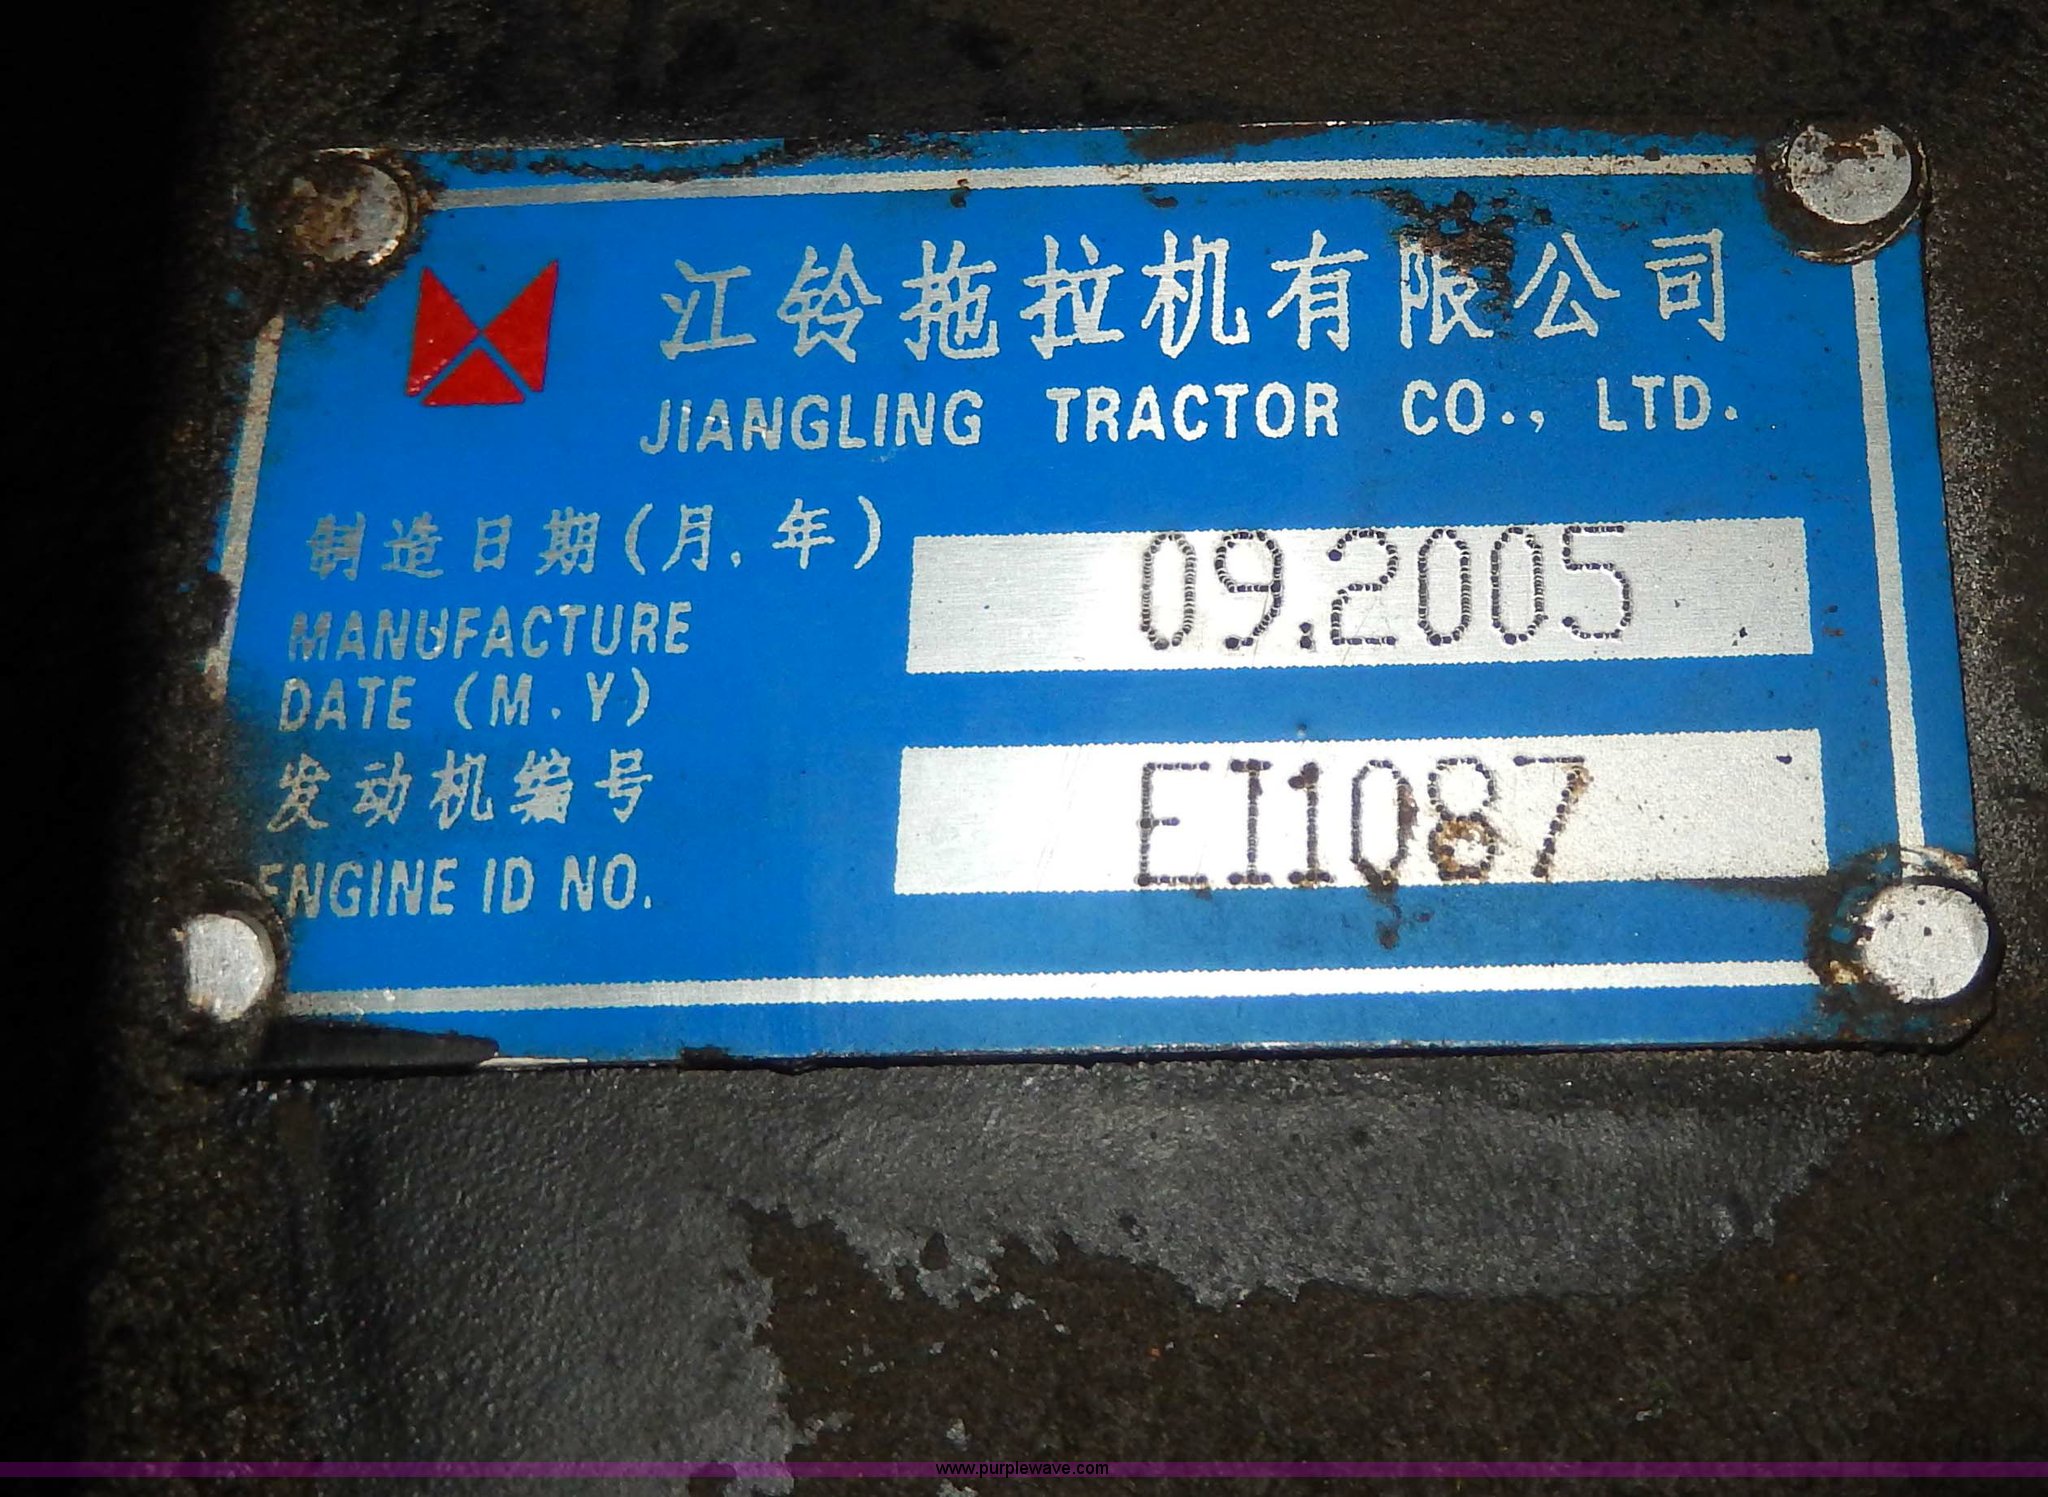 江铃拖拉机有限公司
JIANGLING TRACTOR CO., LTD.
制造日期(月.年) 09.2005
MANUFACTURE
DATE (M.Y)
发动机编号 EI1087
ENGINE ID NO.
www.purplewave.com